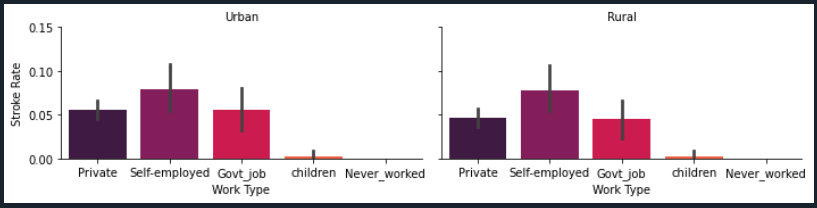 Urban
Rural
0.15
0.10
0.05
0.00
Stroke Rate
Private Self-employed Govt_job children Never_worked
Work Type
Private Self-employed Govt_job children Never_worked
Work Type